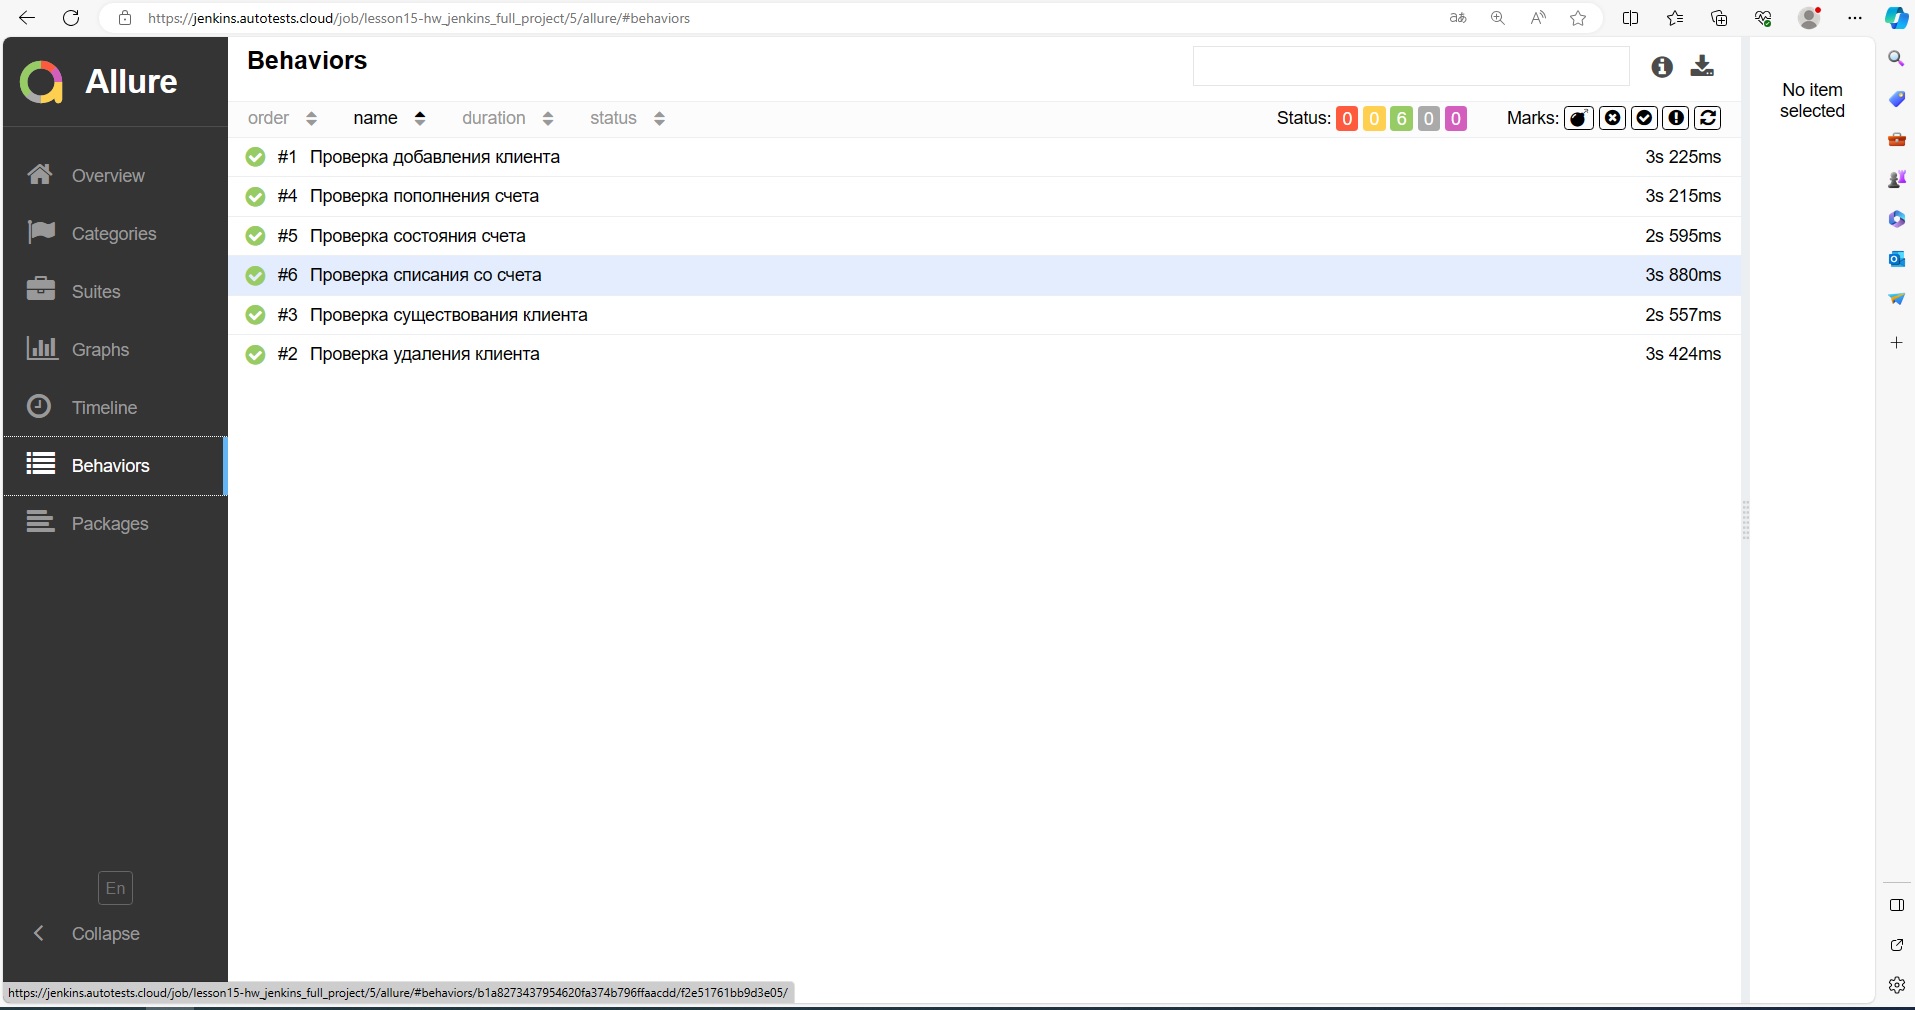 https://jenkins.autotests.cloud/job/lesson15-hw_jenkins_full_project/5/allure/#behaviors
Allure
Overview
Categories
Suites
Graphs
Timeline
Behaviors
Packages
En
Collapse
Behaviors
No item
selected
order name duration status Status: 0 0 6 0 0 Marks:
#1 Проверка добавления клиента 3s 225ms
#4 Проверка пополнения счета 3s 215ms
#5 Проверка состояния счета 2s 595ms
#6 Проверка списания со счета 3s 880ms
#3 Проверка существования клиента 2s 557ms
#2 Проверка удаления клиента 3s 424ms
https://jenkins.autotests.cloud/job/lesson15-hw_jenkins_full_project/5/allure/#behaviors/b1a8273437954620fa374b796ffaacdd/f2e51761bb9d3e05/